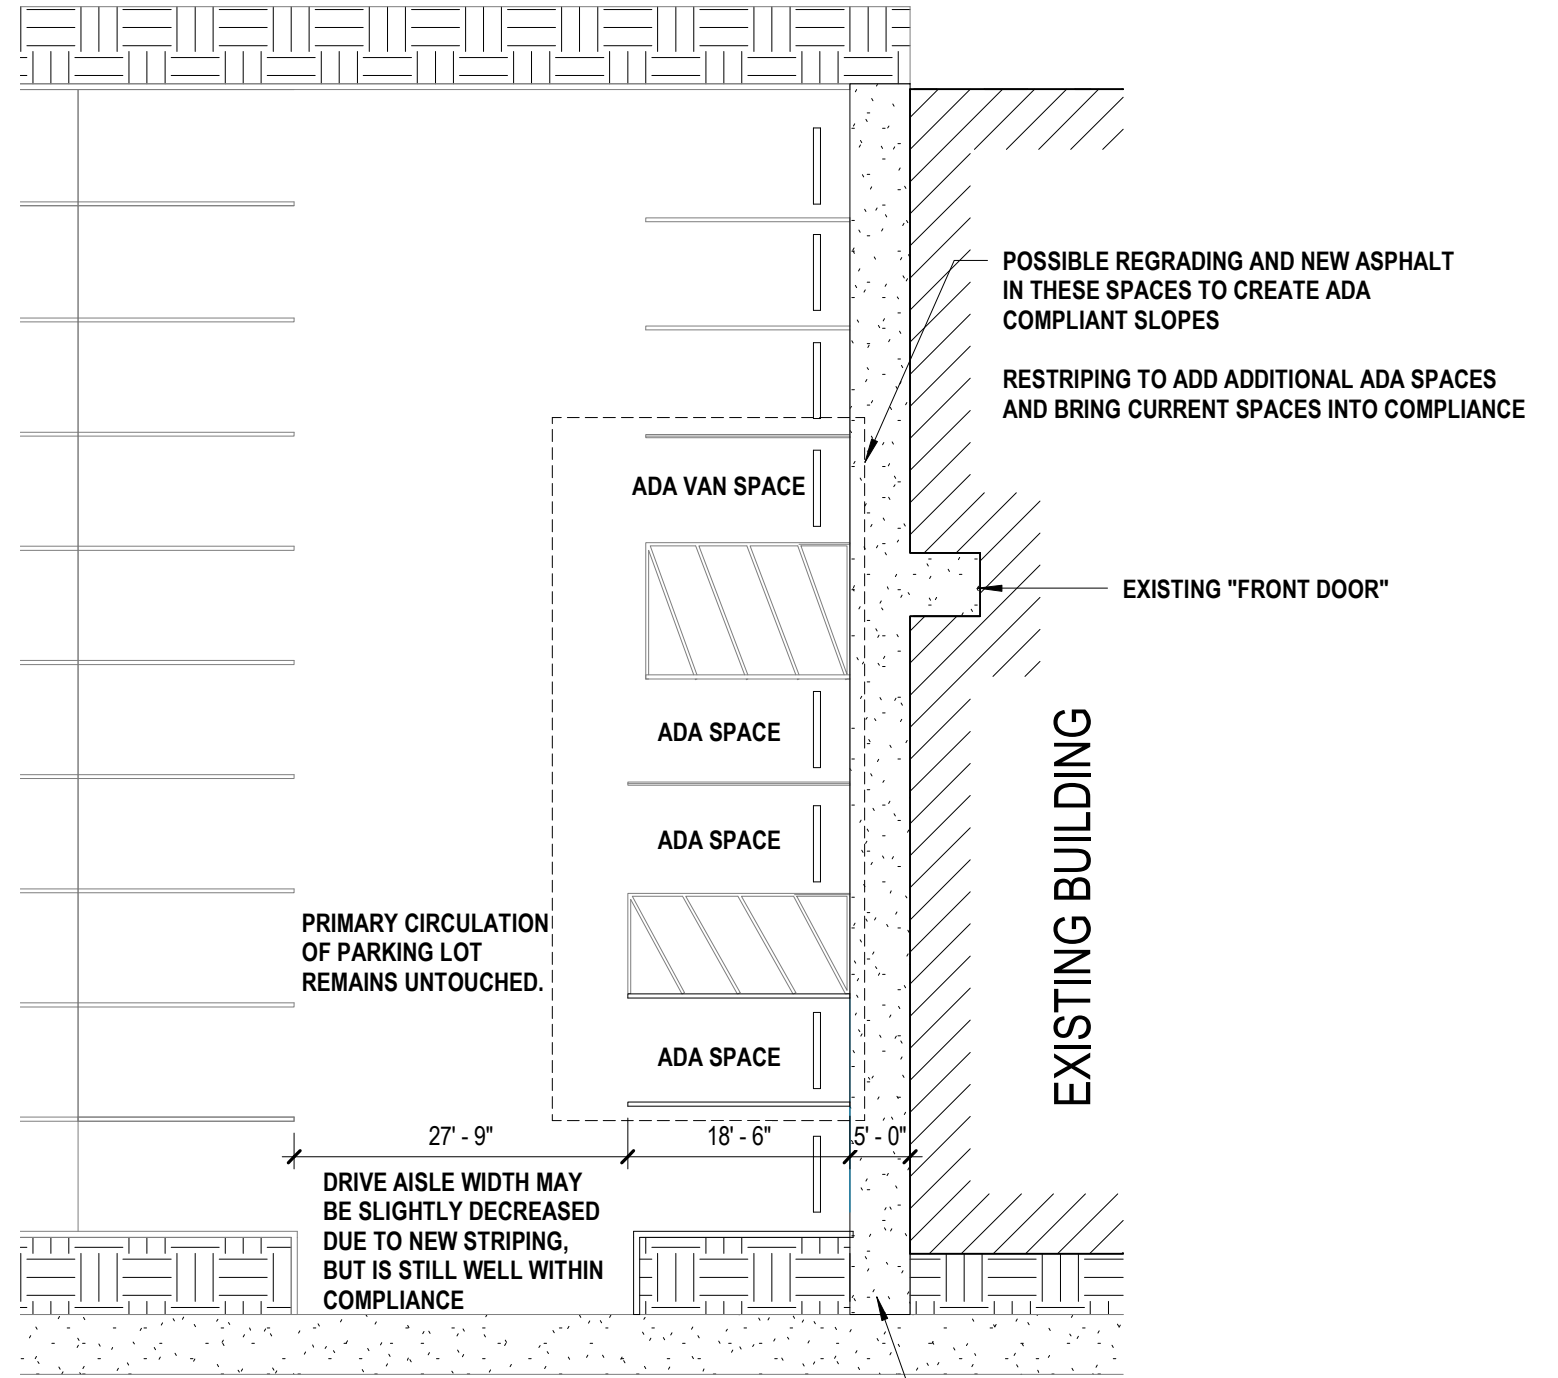 POSSIBLE REGRADING AND NEW ASPHALT
IN THESE SPACES TO CREATE ADA
COMPLIANT SLOPES
RESTRIPING TO ADD ADDITIONAL ADA SPACES
AND BRING CURRENT SPACES INTO COMPLIANCE
ADA VAN SPACE
EXISTING "FRONT DOOR"
ADA SPACE
ADA SPACE
EXISTING BUILDING
PRIMARY CIRCULATION
OF PARKING LOT
REMAINS UNTOUCHED.
ADA SPACE
27' - 9"
18' - 6"
5' - 0"
DRIVE AISLE WIDTH MAY
BE SLIGHTLY DECREASED
DUE TO NEW STRIPING,
BUT IS STILL WELL WITHIN
COMPLIANCE